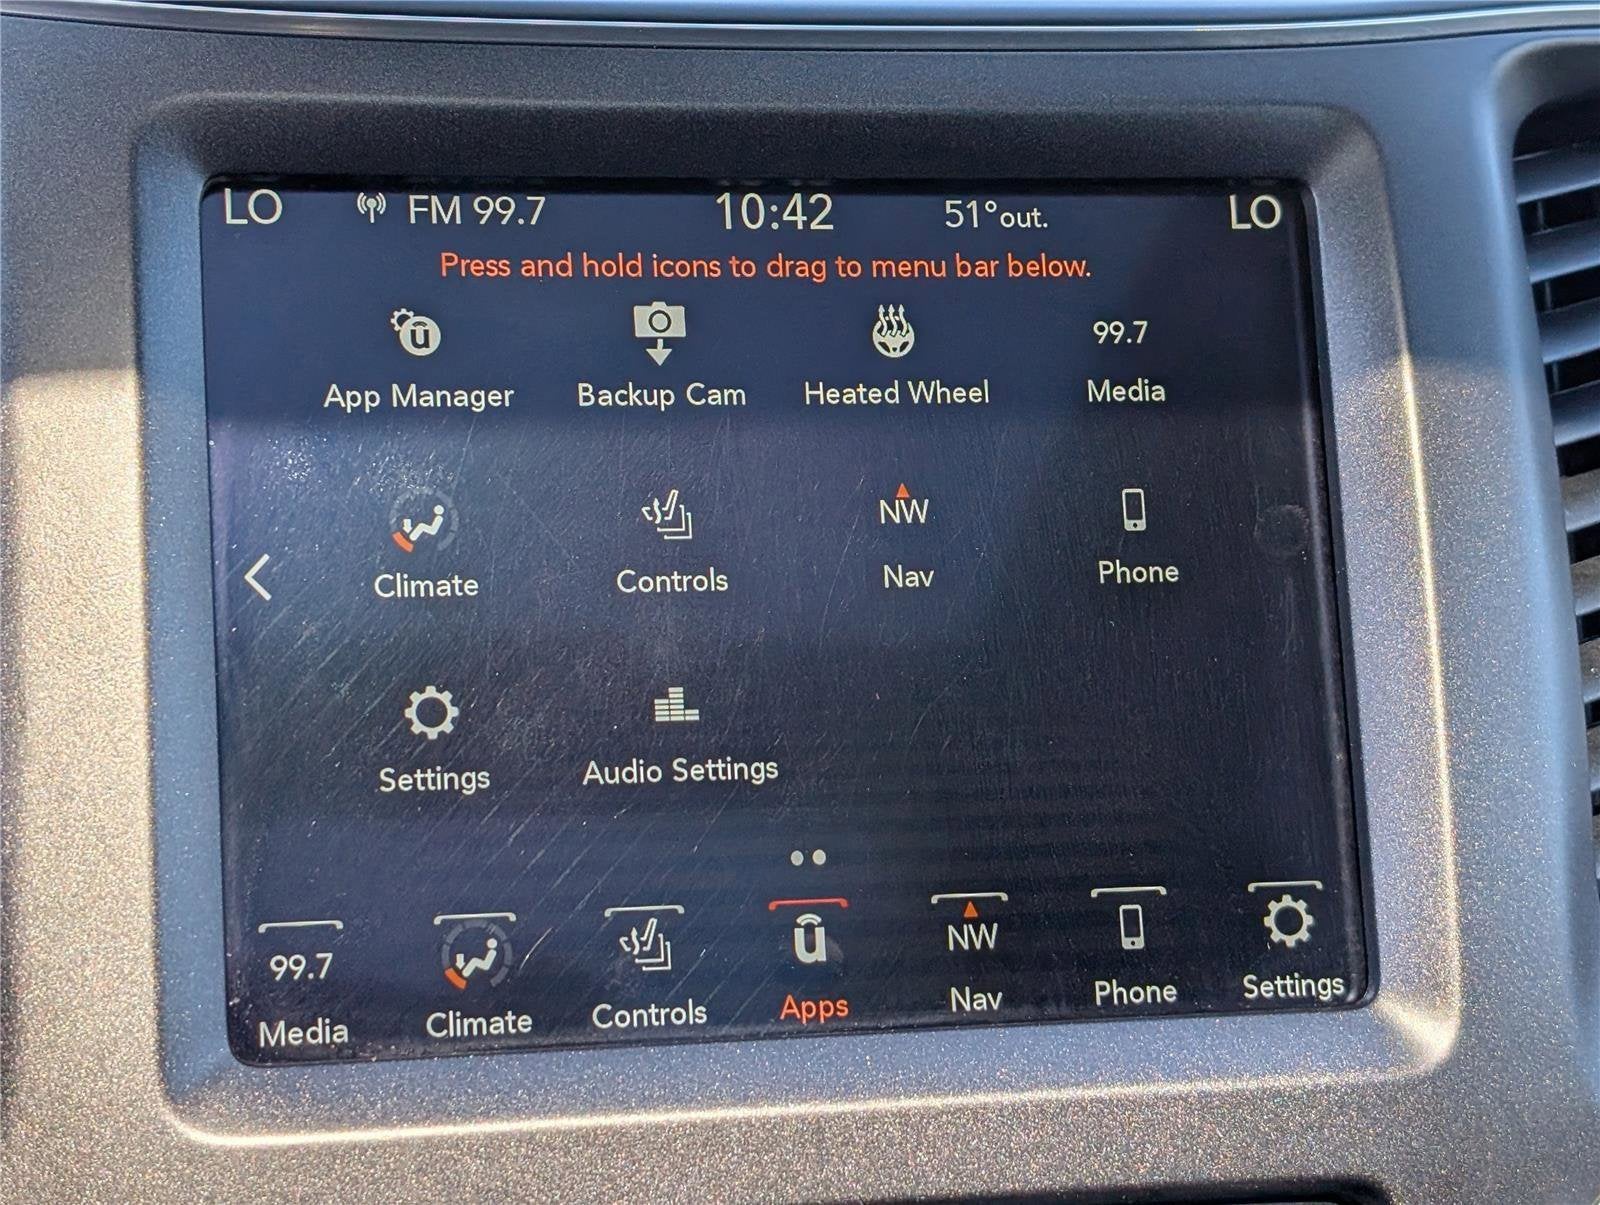 LO FM 99.7 10:42 51°out. LO
Press and hold icons to drag to menu bar below.
u 99.7
App Manager Backup Cam Heated Wheel Media
NW
Climate Controls Nav Phone
Settings Audio Settings
99.7 u NW
Media Climate Controls Apps Nav Phone Settings